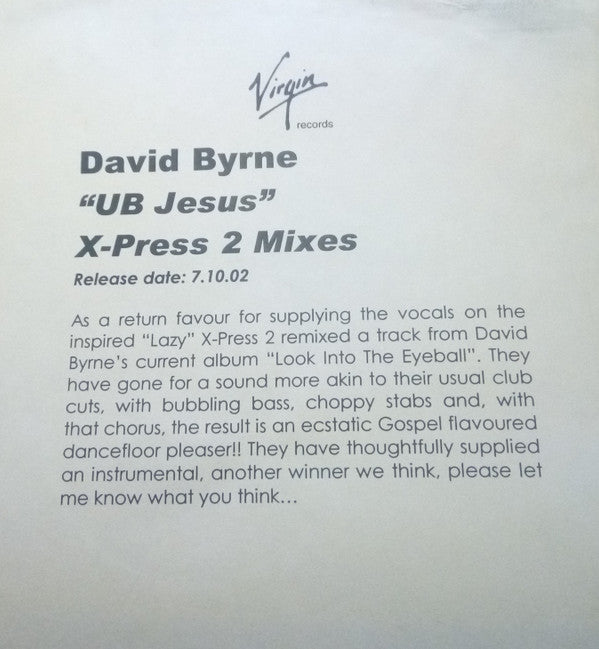 Virgin
records
David Byrne
“UB Jesus”
X-Press 2 Mixes
Release date: 7.10.02
As a return favour for supplying the vocals on the
inspired “Lazy” X-Press 2 remixed a track from David
Byrne’s current album “Look Into The Eyeball”. They
have gone for a sound more akin to their usual club
cuts, with bubbling bass, choppy stabs and, with
that chorus, the result is an ecstatic Gospel flavoured
dancefloor pleaser!! They have thoughtfully supplied
an instrumental, another winner we think, please let
me know what you think…